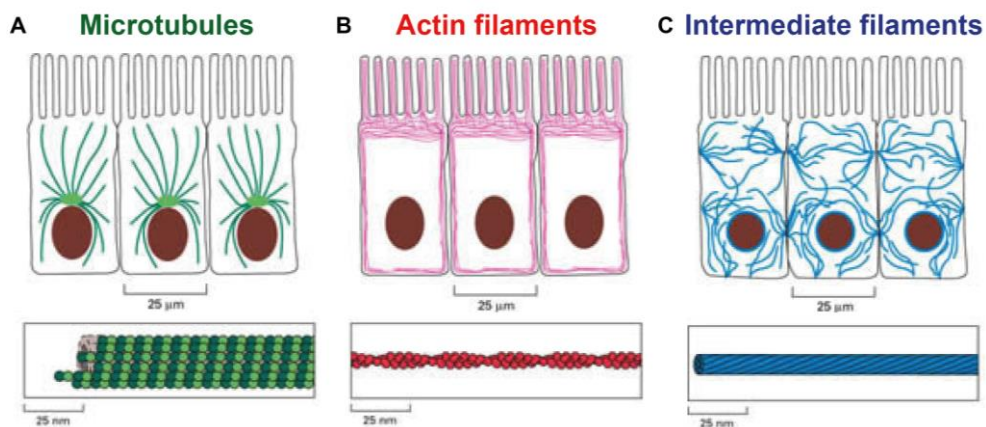 A Microtubules
B Actin filaments
C Intermediate filaments
25 μm
25 μm
25 μm
25 nm
25 nm
25 nm